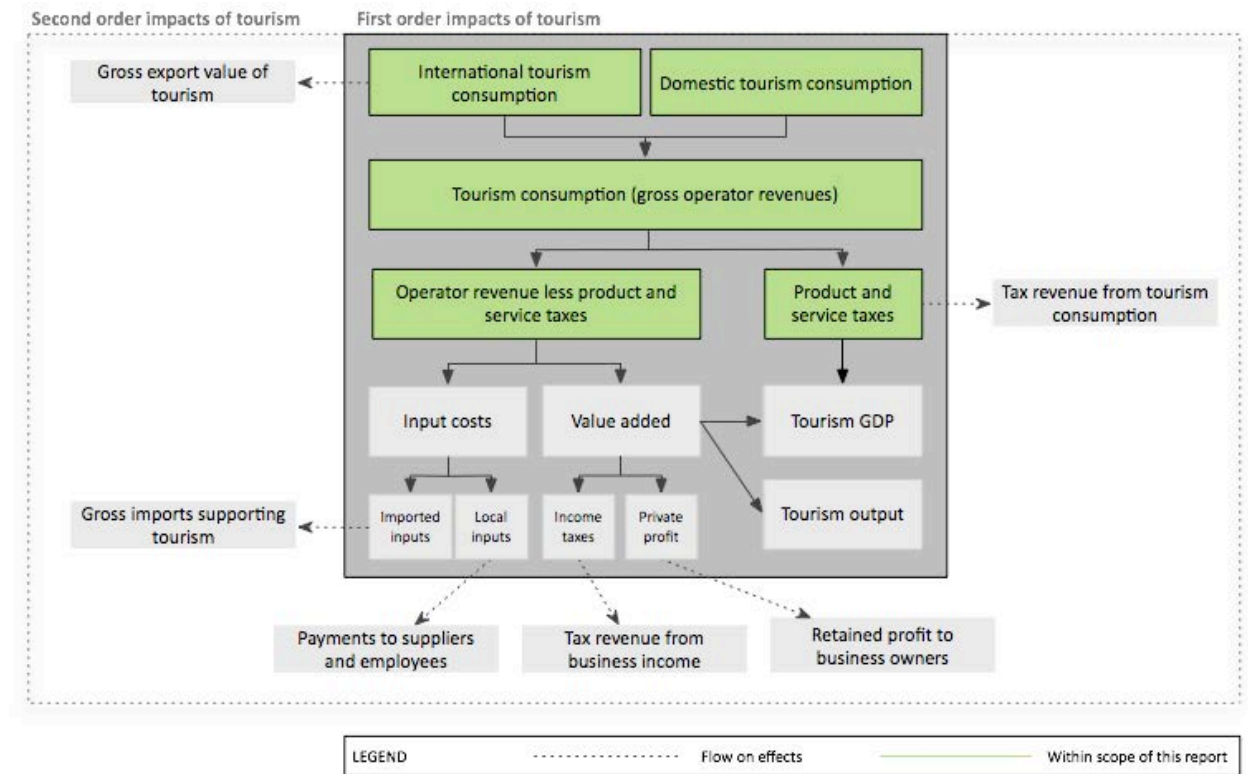 Second order impacts of tourism
First order impacts of tourism
Gross export value of
tourism
International tourism
consumption
Domestic tourism consumption
Tourism consumption (gross operator revenues)
Operator revenue less product and
service taxes
Product and
service taxes
Tax revenue from tourism
consumption
Input costs
Value added
Tourism GDP
Gross imports supporting
tourism
Imported
inputs
Local
inputs
Income
taxes
Private
profit
Tourism output
Payments to suppliers
and employees
Tax revenue from
business income
Retained profit to
business owners
LEGEND
Flow on effects
Within scope of this report